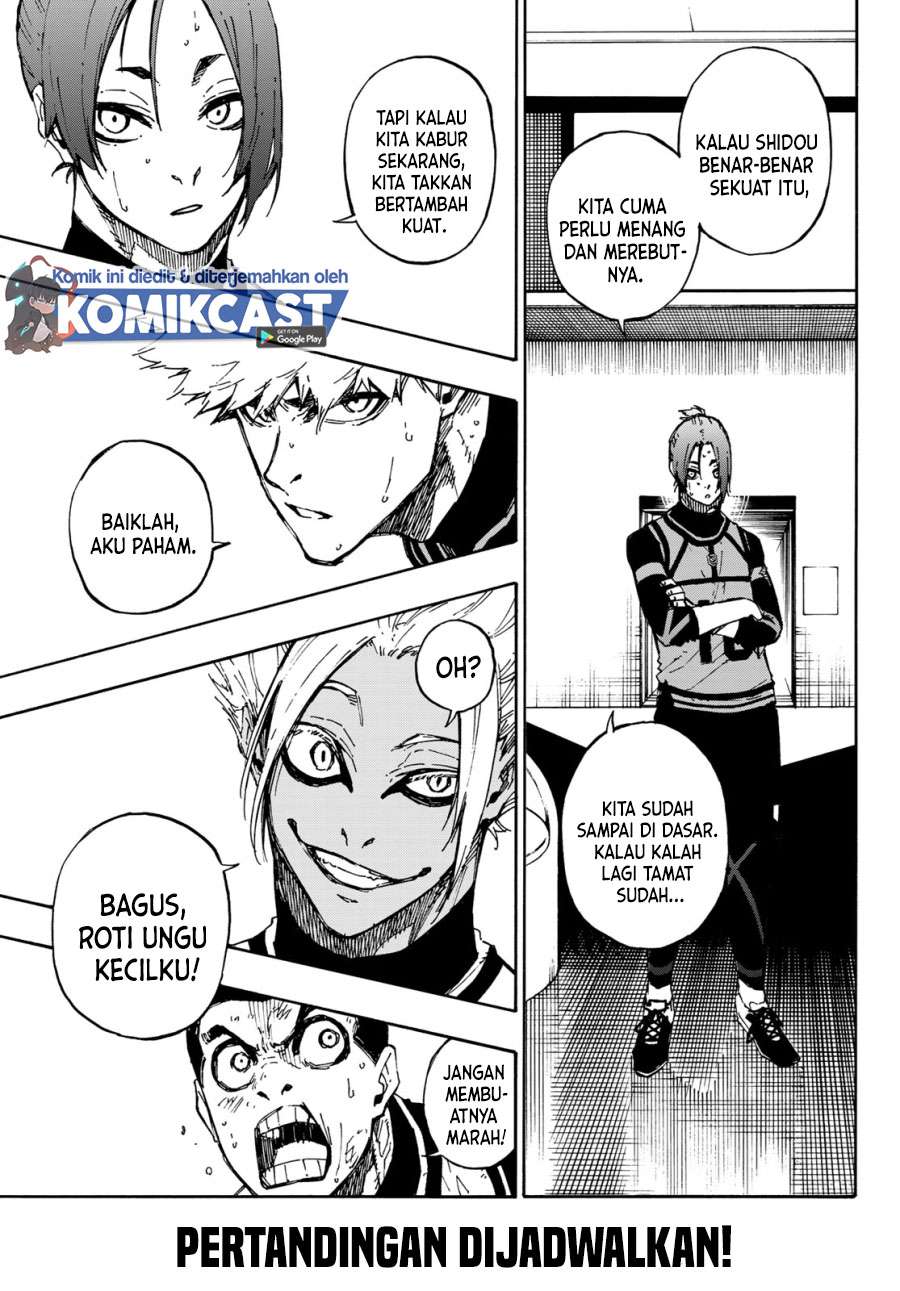 KALAU SHIDOU
BENAR-BENAR
SEKUAT ITU,
KITA CUMA
PERLU MENANG
DAN MEREBUT-
NYA.
KITA SUDAH
SAMPAI DI DASAR.
KALAU KALAH
LAGI TAMAT
SUDAH...
TAPI KALAU
KITA KABUR
SEKARANG,
KITA TAKKAN
BERTAMBAH
KUAT.
Komik ini diedit & diterjemahkan oleh
KOMIKCAST
GET IT ON
Google Play
BAIKLAH,
AKU PAHAM.
OH?
BAGUS,
ROTI UNGU
KECILKU!
JANGAN
MEMBU-
ATNYA
MARAH!
PERTANDINGAN DIJADWALKAN!